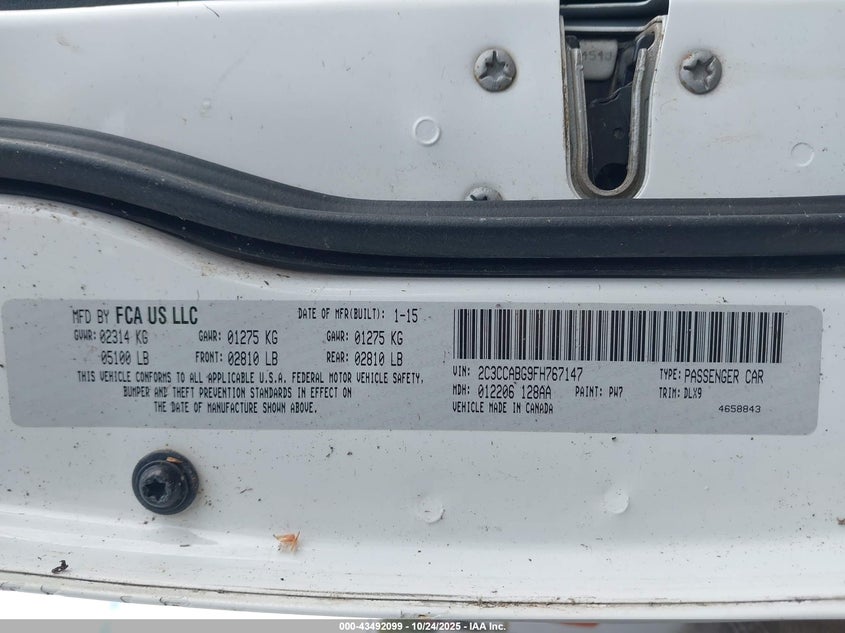 MFD BY FCA US LLC
DATE OF MFR(BUILT): 1-15
GVWR: 02314 KG GAWR: 01275 KG GAWR: 01275 KG
05100 LB FRONT: 02810 LB REAR: 02810 LB
THIS VEHICLE CONFORMS TO ALL APPLICABLE U.S.A. FEDERAL MOTOR VEHICLE SAFETY,
BUMPER AND THEFT PREVENTION STANDARDS IN EFFECT ON
THE DATE OF MANUFACTURE SHOWN ABOVE.
VIN: 2C3CCABG9FH767147 TYPE: PASSENGER CAR
MDH: 012206 128AA PAINT: PW7 TRIM: DLX9
VEHICLE MADE IN CANADA 4658843
000-43492099 | 10/24/2025 | IAA Inc.